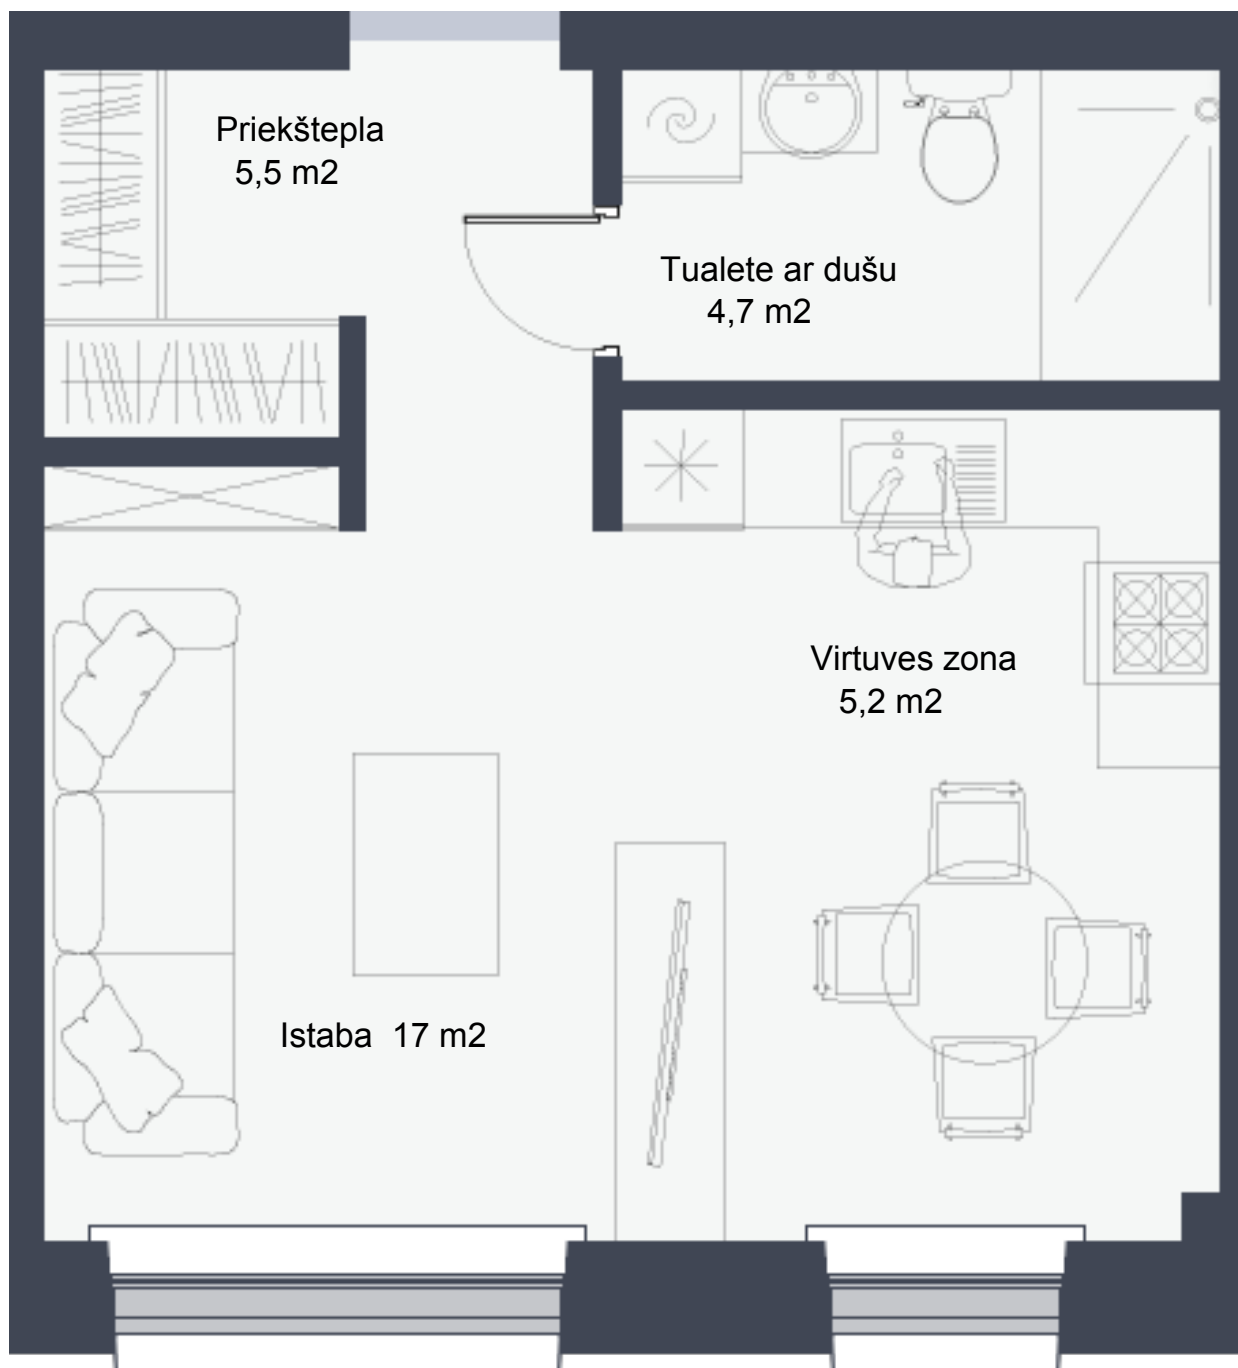 Priekštepla
5,5 m2
Tualete ar dušu
4,7 m2
Virtuves zona
5,2 m2
Istaba  17 m2